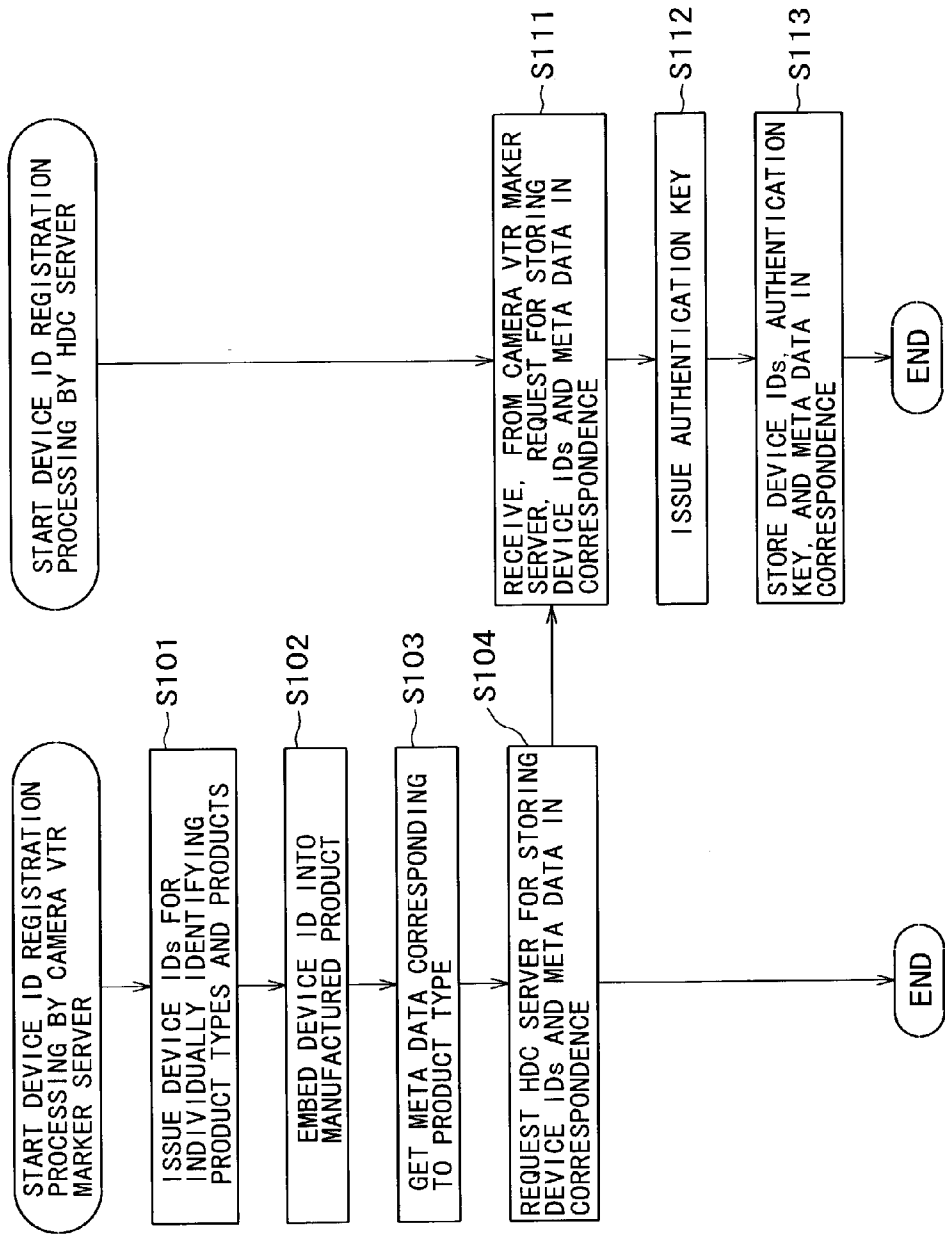 START DEVICE ID REGISTRATION
PROCESSING BY CAMERA VTR
MARKER SERVER
ISSUE DEVICE IDs FOR
INDIVIDUALLY IDENTIFYING
PRODUCT TYPES AND PRODUCTS
S101
EMBED DEVICE ID INTO
MANUFACTURED PRODUCT
S102
GET META DATA CORRESPONDING
TO PRODUCT TYPE
S103
REQUEST HDC SERVER FOR STORING
DEVICE IDs AND META DATA IN
CORRESPONDENCE
S104
END
START DEVICE ID REGISTRATION
PROCESSING BY HDC SERVER
RECEIVE, FROM CAMERA VTR MAKER
SERVER, REQUEST FOR STORING
DEVICE IDs AND META DATA IN
CORRESPONDENCE
S111
ISSUE AUTHENTICATION KEY
S112
STORE DEVICE IDs, AUTHENTICATION
KEY, AND META DATA IN
CORRESPONDENCE
S113
END